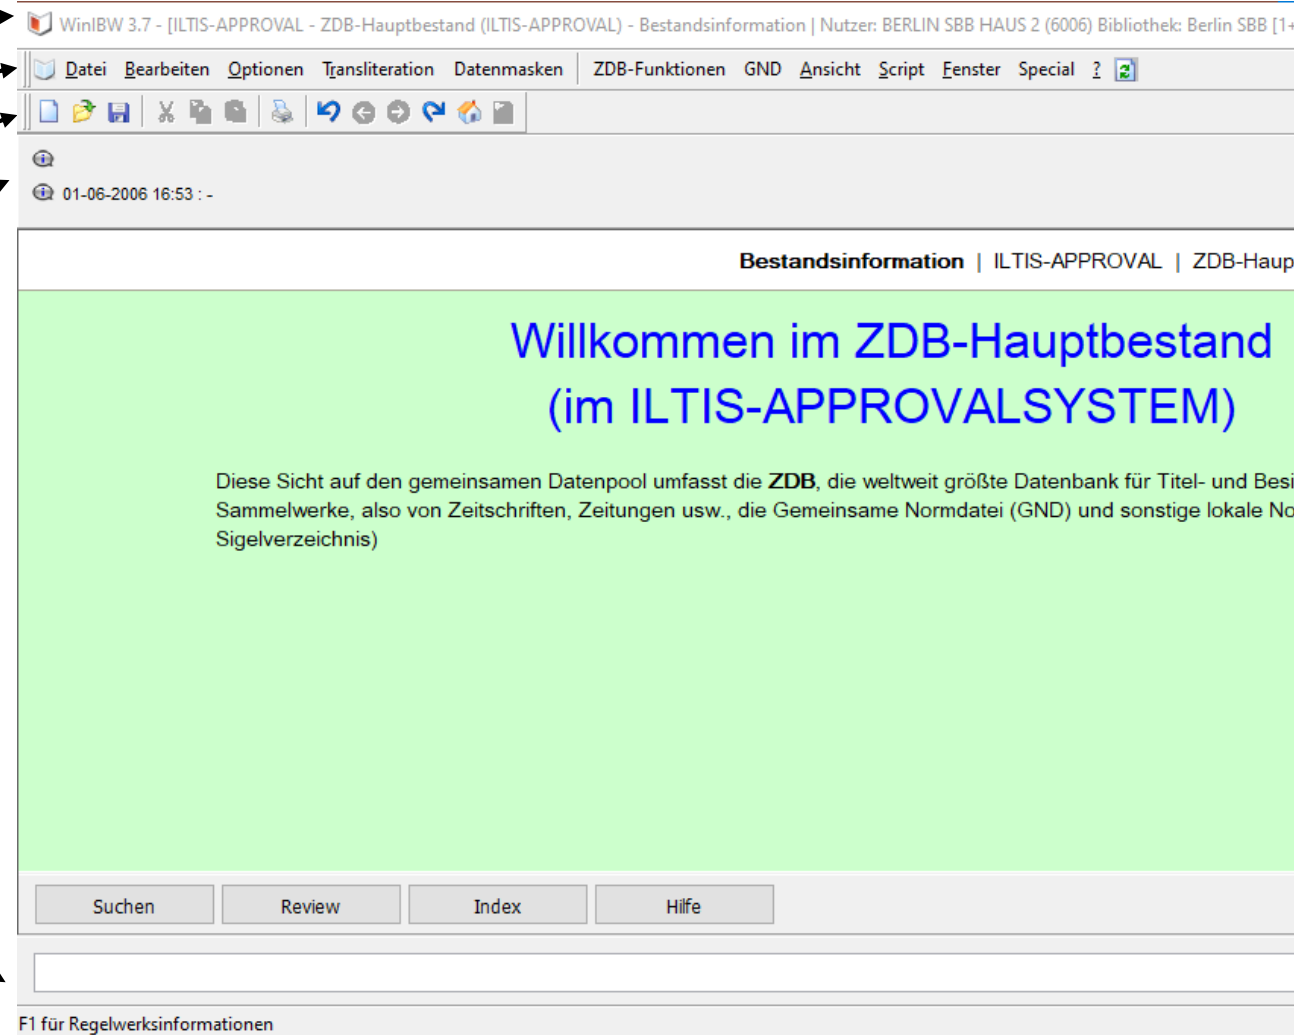 WinIBW 3.7 - [ILTIS-APPROVAL - ZDB-Hauptbestand (ILTIS-APPROVAL) - Bestandsinformation | Nutzer: BERLIN SBB HAUS 2 (6006) Bibliothek: Berlin SBB [1+
Datei Bearbeiten Optionen Transliteration Datenmasken ZDB-Funktionen GND Ansicht Script Fenster Special ?
01-06-2006 16:53 : -
Bestandsinformation | ILTIS-APPROVAL | ZDB-Haup
Willkommen im ZDB-Hauptbestand
(im ILTIS-APPROVALSYSTEM)
Diese Sicht auf den gemeinsamen Datenpool umfasst die ZDB, die weltweit größte Datenbank für Titel- und Besi
Sammelwerke, also von Zeitschriften, Zeitungen usw., die Gemeinsame Normdatei (GND) und sonstige lokale No
Sigelverzeichnis)
Suchen Review Index Hilfe
F1 für Regelwerksinformationen